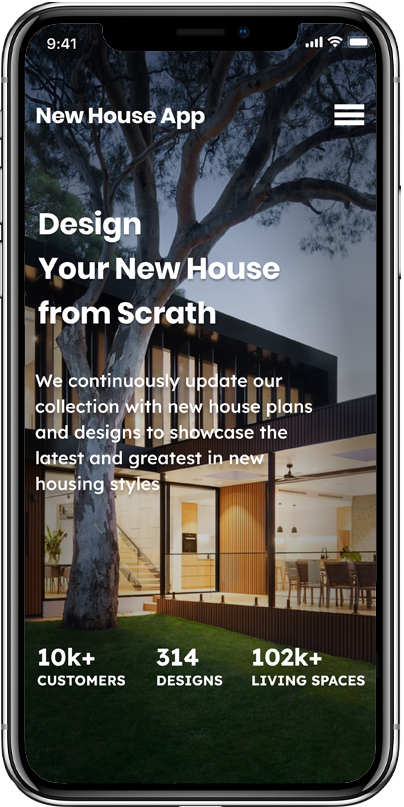 9:41
New House App
Design
Your New House
from Scrath
We continuously update our
collection with new house plans
and designs to showcase the
latest and greatest in new
housing styles
10k+ 314 102k+
CUSTOMERS DESIGNS LIVING SPACES